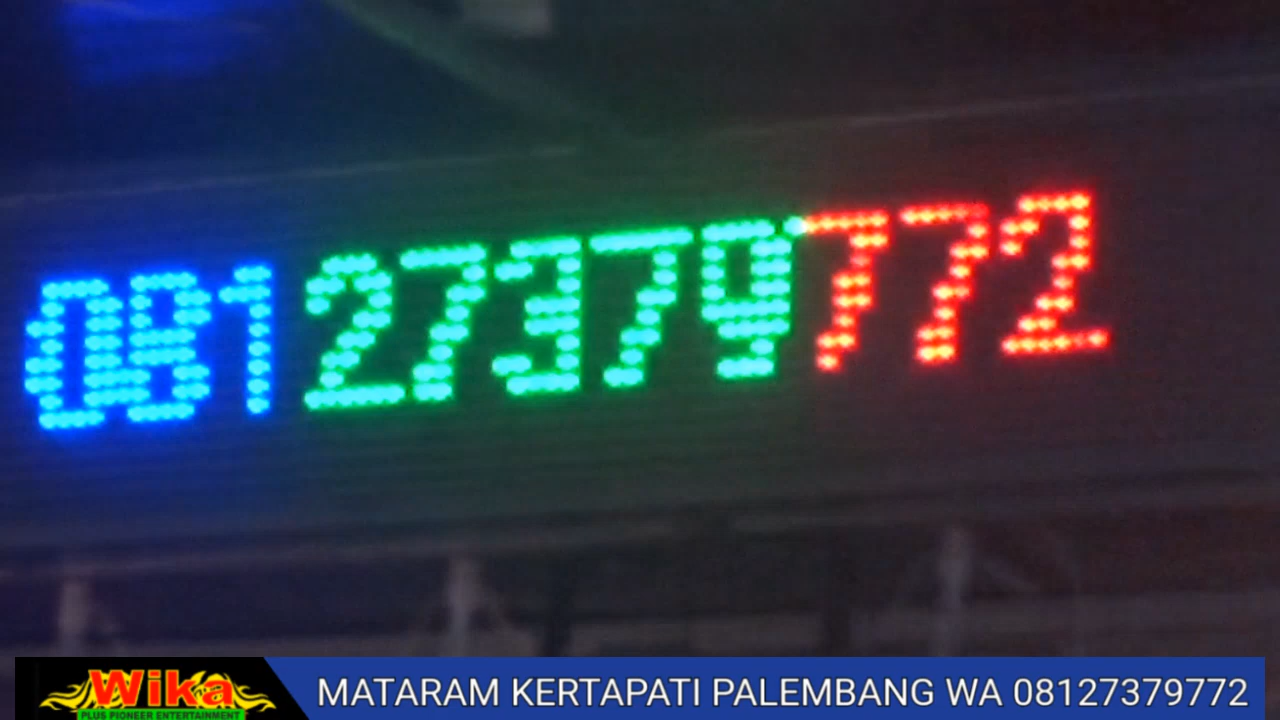 08127379772
Wika
PLUS PIONEER ENTERTAINMENT
MATARAM KERTAPATI PALEMBANG WA 08127379772